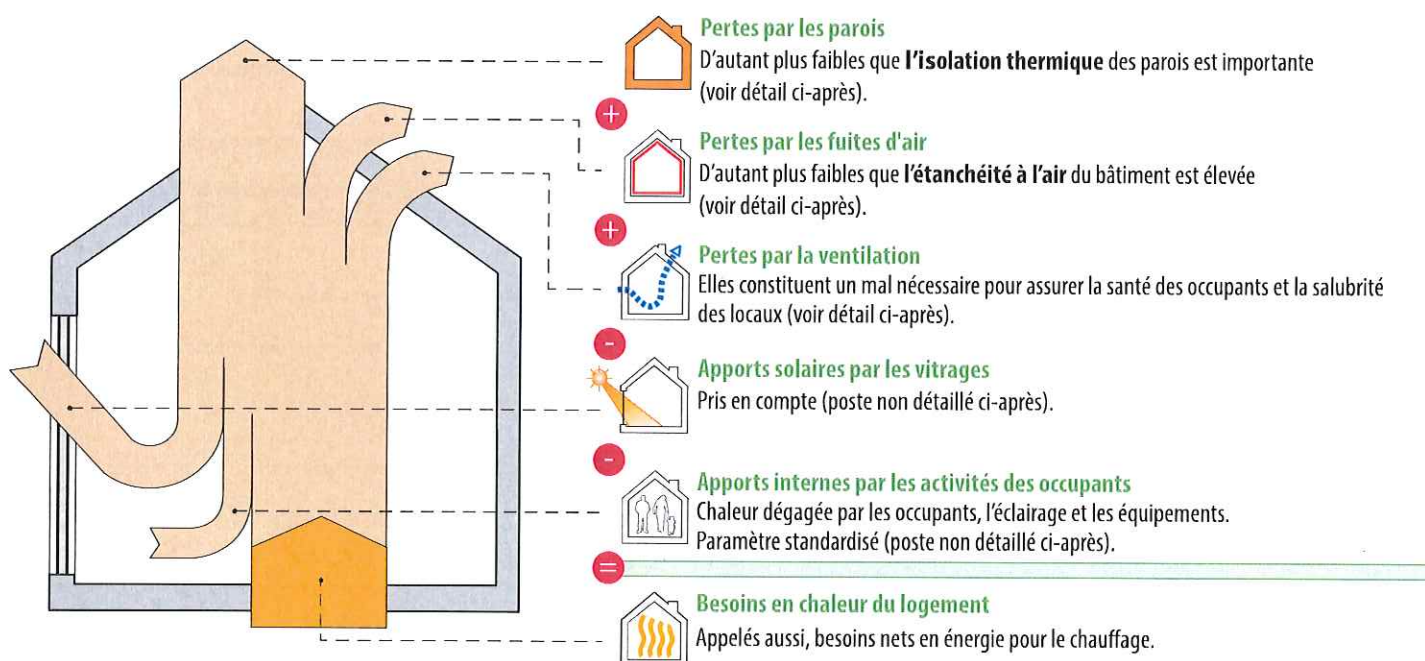 Pertes par les parois
D'autant plus faibles que l'isolation thermique des parois est importante
(voir détail ci-après).
+
Pertes par les fuites d'air
D'autant plus faibles que l'étanchéité à l'air du bâtiment est élevée
(voir détail ci-après).
+
Pertes par la ventilation
Elles constituent un mal nécessaire pour assurer la santé des occupants et la salubrité
des locaux (voir détail ci-après).
-
Apports solaires par les vitrages
Pris en compte (poste non détaillé ci-après).
-
Apports internes par les activités des occupants
Chaleur dégagée par les occupants, l'éclairage et les équipements.
Paramètre standardisé (poste non détaillé ci-après).
=
Besoins en chaleur du logement
Appelés aussi, besoins nets en énergie pour le chauffage.